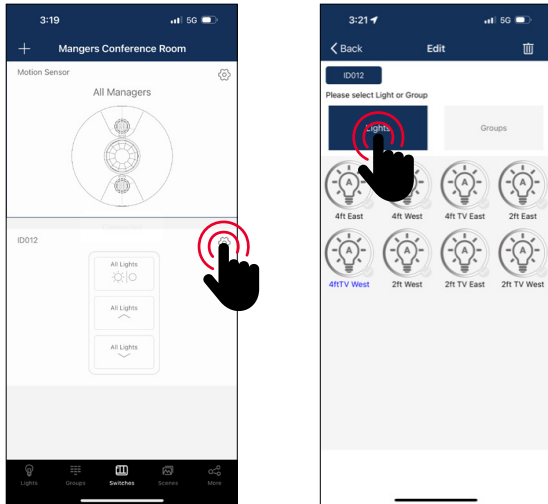 3:19
5G
+
Mangers Conference Room
Motion Sensor
All Managers
ID012
All Lights
All Lights
All Lights
Lights
Groups
Switches
Scenes
More
3:21
5G
Back
Edit
ID012
Please select Light or Group
Lights
Groups
A A A A
4ft East 4ft West 4ft TV East 2ft East
A A A A
4ftTV West 2ft West 2ft TV East 2ft TV West